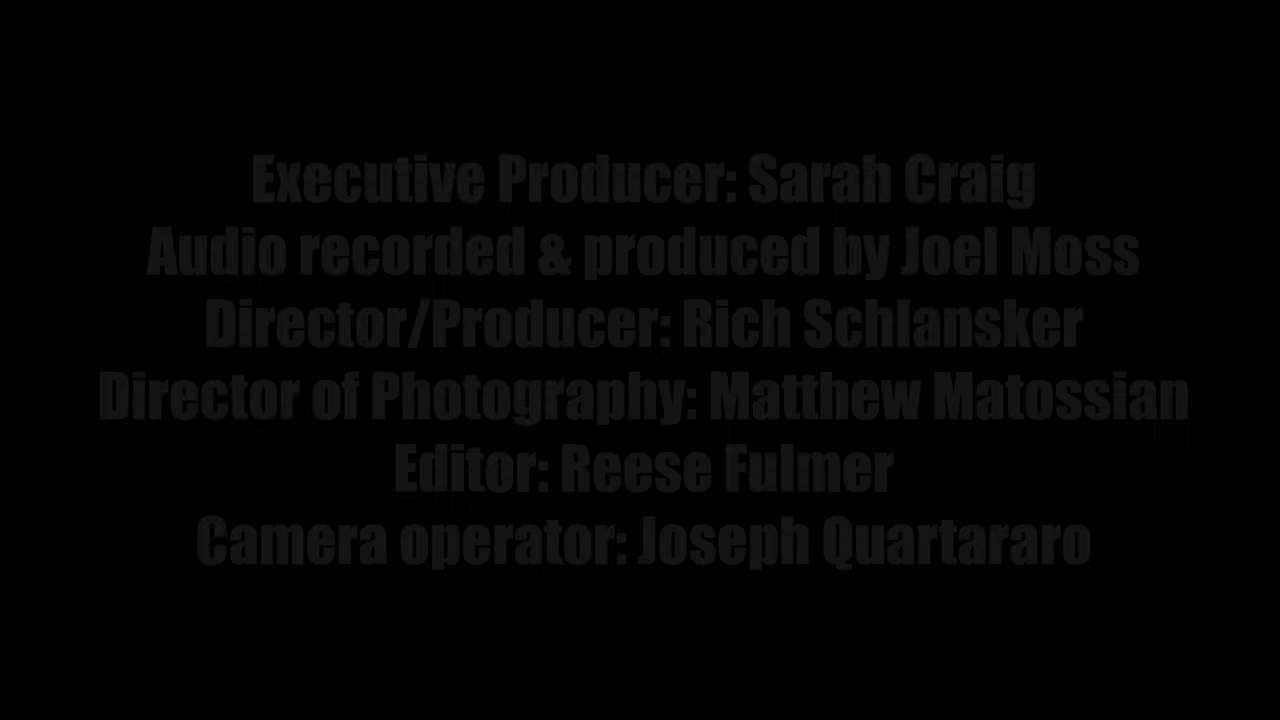 Executive Producer: Sarah Craig
Audio recorded & produced by Joel Moss
Director/Producer: Rich Schlansker
Director of Photography: Matthew Matossian
Editor: Reese Fulmer
Camera operator: Joseph Quartararo